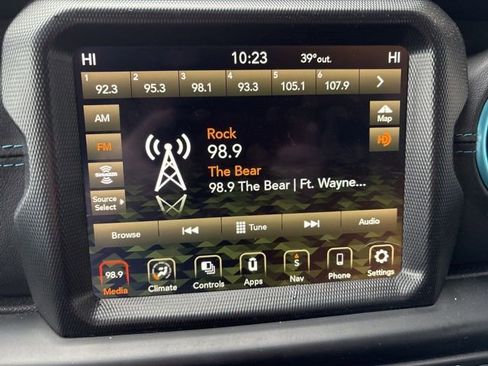 HI 10:23 39°out. HI
1 2 3 4 5 6
92.3 95.3 98.1 93.3 105.1 107.9
AM
Map
Rock
FM
98.9
HD
SiriusXM
The Bear
98.9 The Bear | Ft. Wayne...
Source
Select
Browse Tune Audio
98.9 S
Media Climate Controls Apps Nav Phone Settings